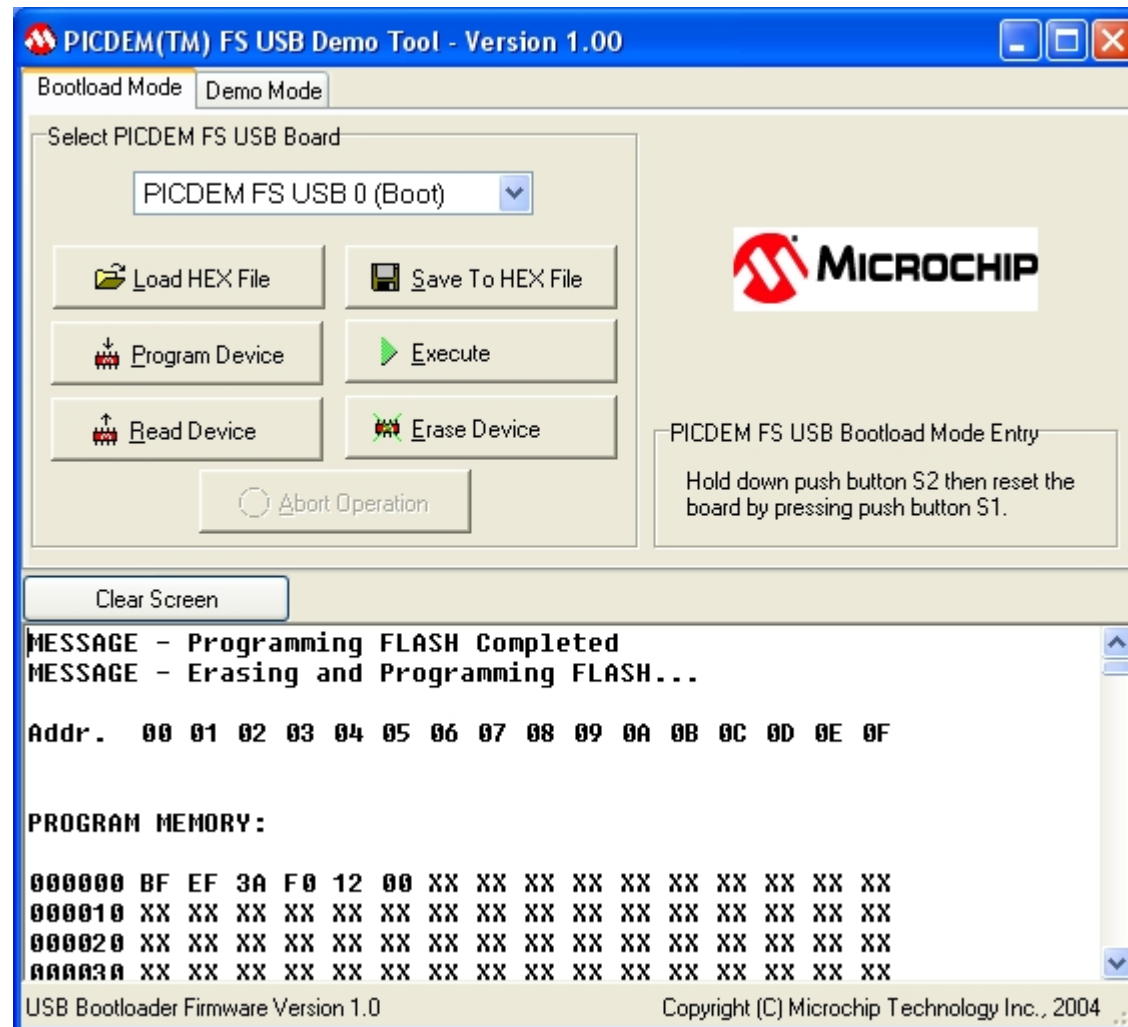 PICDEM(TM) FS USB Demo Tool - Version 1.00
Bootload Mode Demo Mode
Select PICDEM FS USB Board
PICDEM FS USB 0 (Boot)
Load HEX File Save To HEX File
Program Device Execute
Read Device Erase Device
Abort Operation
MICROCHIP
PICDEM FS USB Bootload Mode Entry
Hold down push button S2 then reset the
board by pressing push button S1.
Clear Screen
MESSAGE - Programming FLASH Completed
MESSAGE - Erasing and Programming FLASH...
Addr. 00 01 02 03 04 05 06 07 08 09 0A 0B 0C 0D 0E 0F
PROGRAM MEMORY:
000000 BF EF 3A F0 12 00 XX XX XX XX XX XX XX XX XX XX
000010 XX XX XX XX XX XX XX XX XX XX XX XX XX XX XX XX
000020 XX XX XX XX XX XX XX XX XX XX XX XX XX XX XX XX
000030 XX XX XX XX XX XX XX XX XX XX XX XX XX XX XX XX
USB Bootloader Firmware Version 1.0 Copyright (C) Microchip Technology Inc., 2004